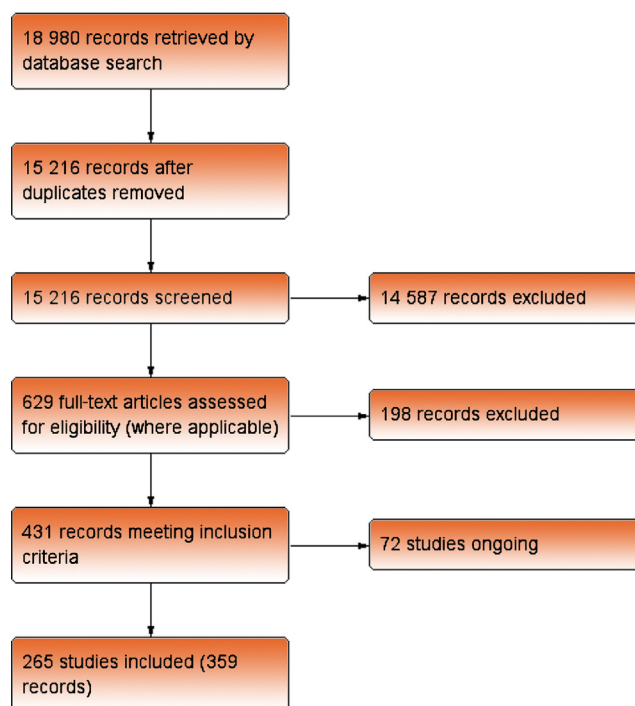 18 980 records retrieved by
database search
15 216 records after
duplicates removed
15 216 records screened
14 587 records excluded
629 full-text articles assessed
for eligibility (where applicable)
198 records excluded
431 records meeting inclusion
criteria
72 studies ongoing
265 studies included (359
records)